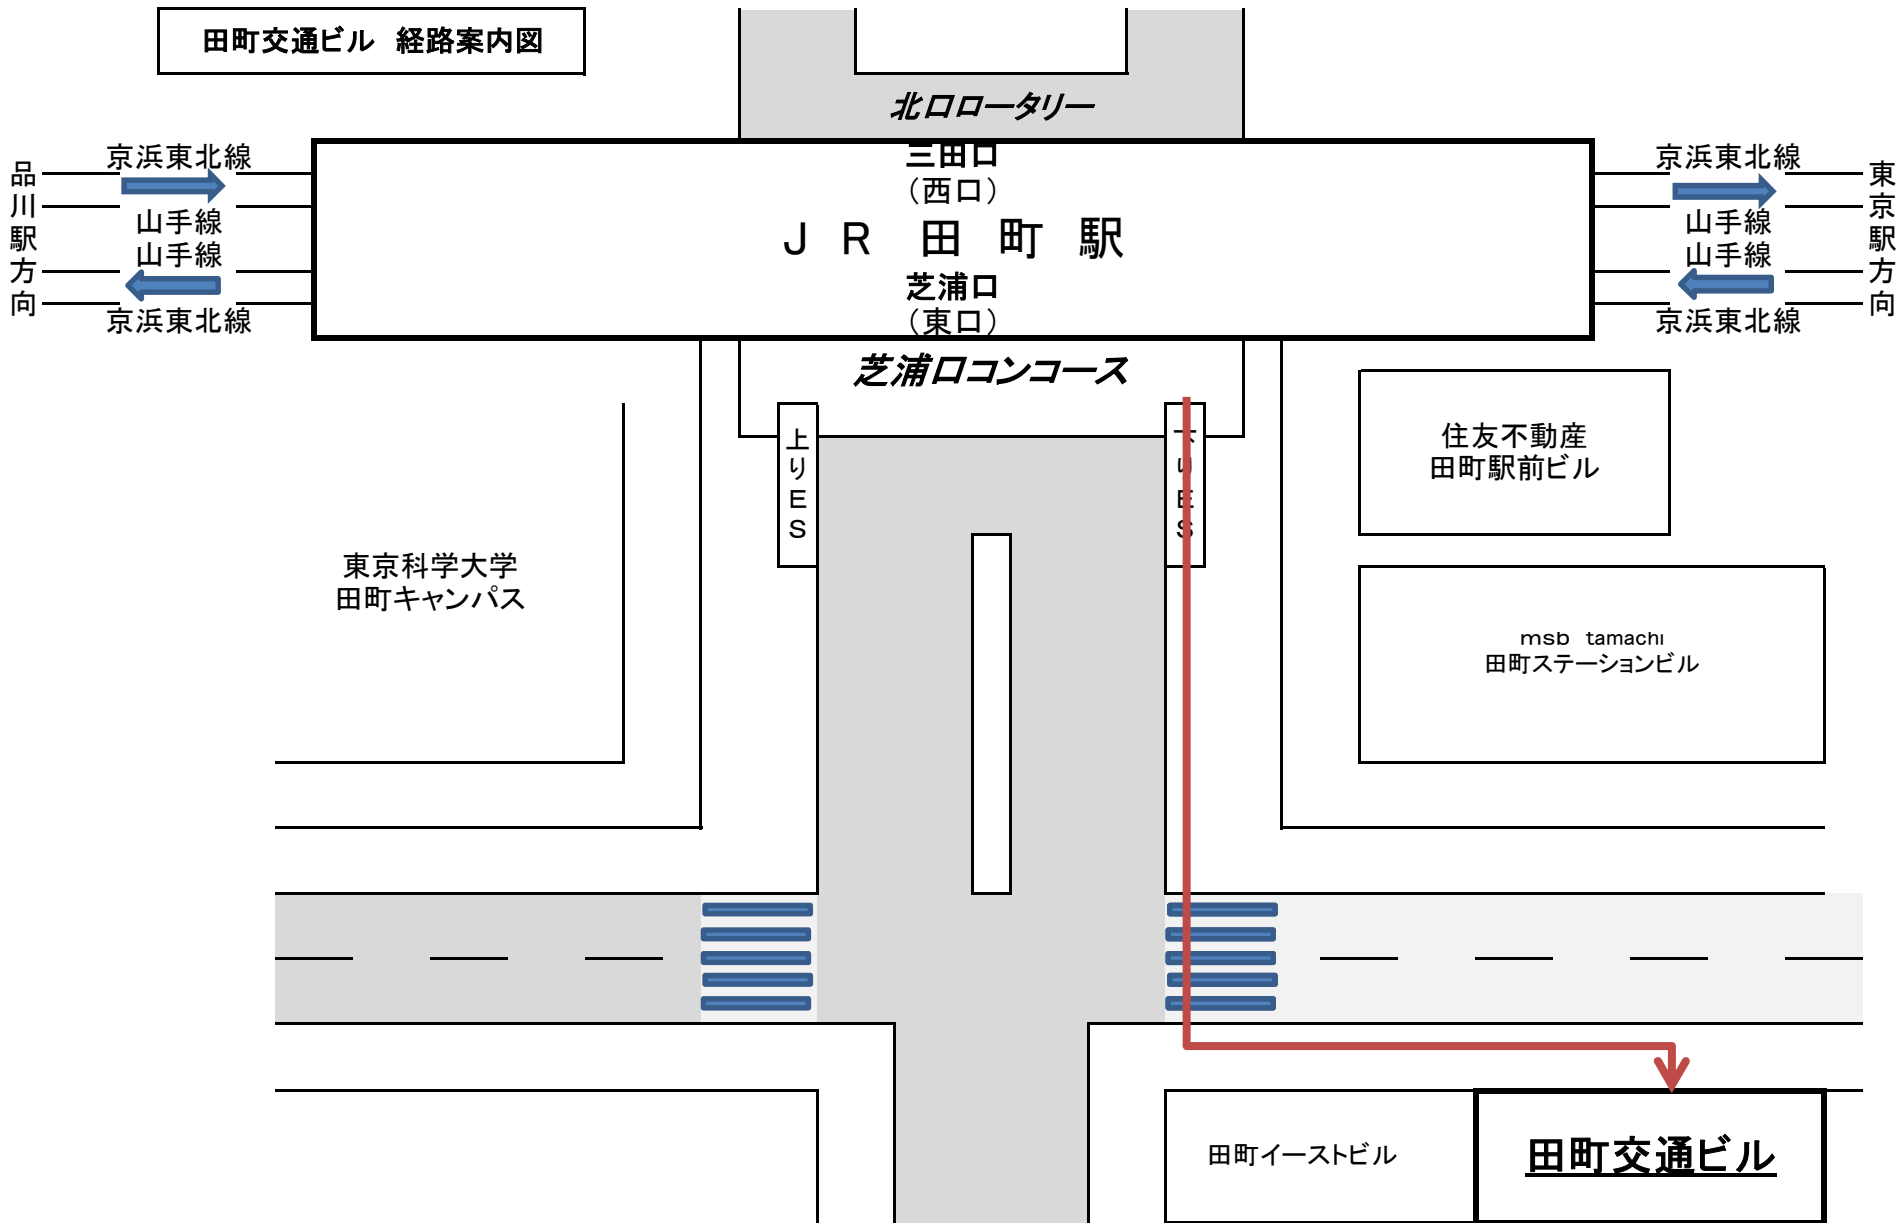 田町交通ビル　経路案内図
北口ロータリー
三田口
（西口）
ＪＲ　田　町　駅
芝浦口
（東口）
芝浦口コンコース
品川駅方向
京浜東北線
山手線
山手線
京浜東北線
京浜東北線
山手線
山手線
京浜東北線
東京駅方向
上りＥＳ
下りＥＳ
住友不動産
田町駅前ビル
東京科学大学
田町キャンパス
ｍｓｂ　tamachi
田町ステーションビル
田町イーストビル
田町交通ビル